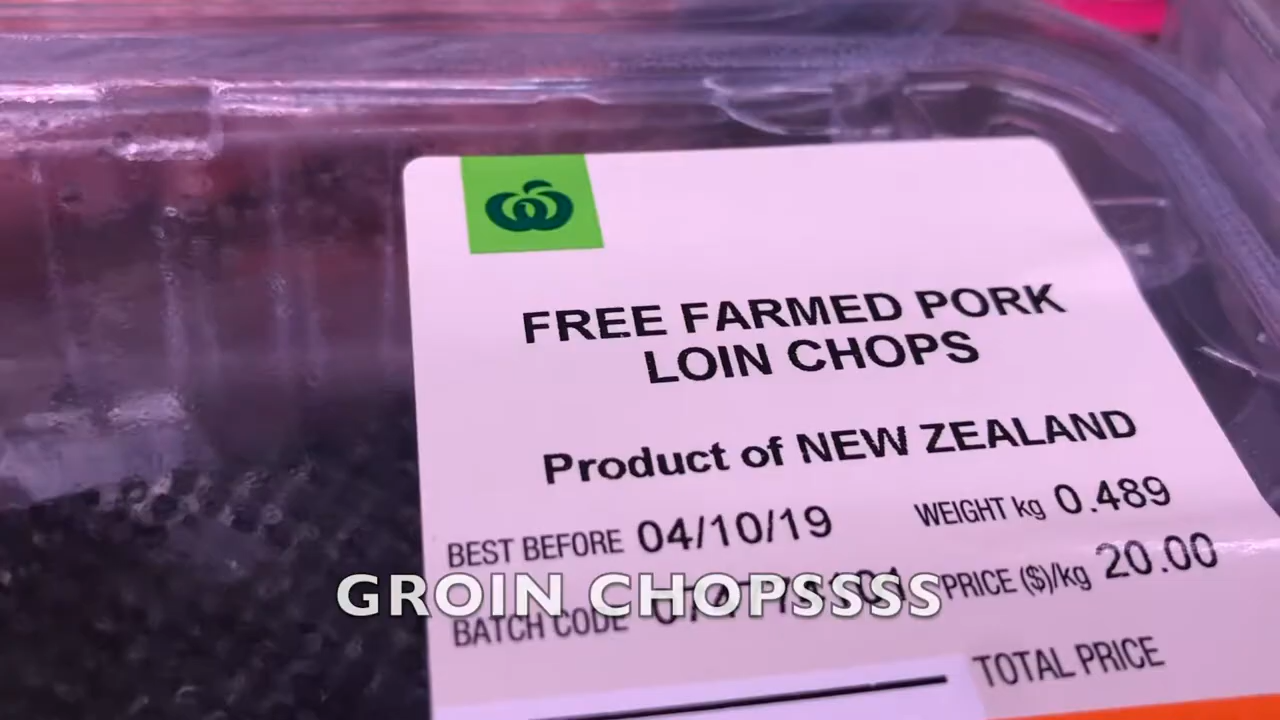 FREE FARMED PORK
LOIN CHOPS
Product of NEW ZEALAND
BEST BEFORE 04/10/19
WEIGHT kg 0.489
BATCH CODE
PRICE ($)/kg 20.00
GROIN CHOPSSSS
TOTAL PRICE